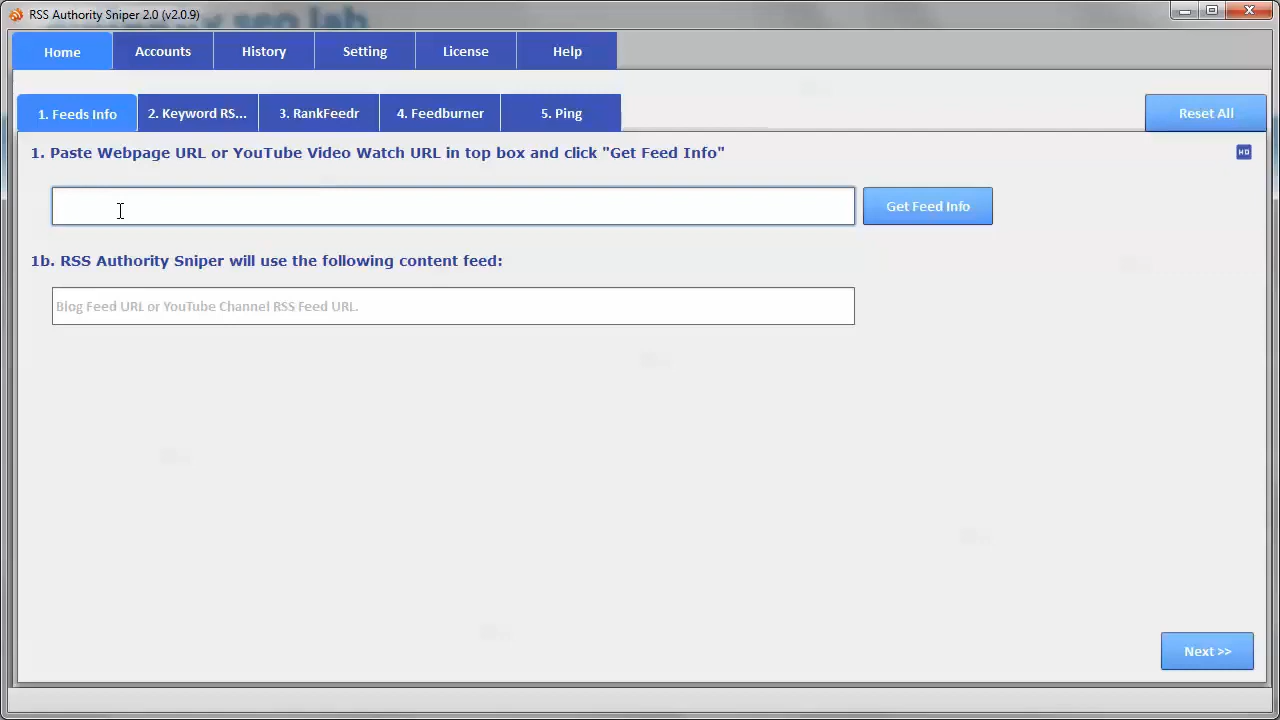 RSS Authority Sniper 2.0 (v2.0.9)
Home
Accounts
History
Setting
License
Help
1. Feeds Info
2. Keyword RS...
3. RankFeedr
4. Feedburner
5. Ping
Reset All
1. Paste Webpage URL or YouTube Video Watch URL in top box and click "Get Feed Info"
HD
Get Feed Info
1b. RSS Authority Sniper will use the following content feed:
Blog Feed URL or YouTube Channel RSS Feed URL.
Next >>